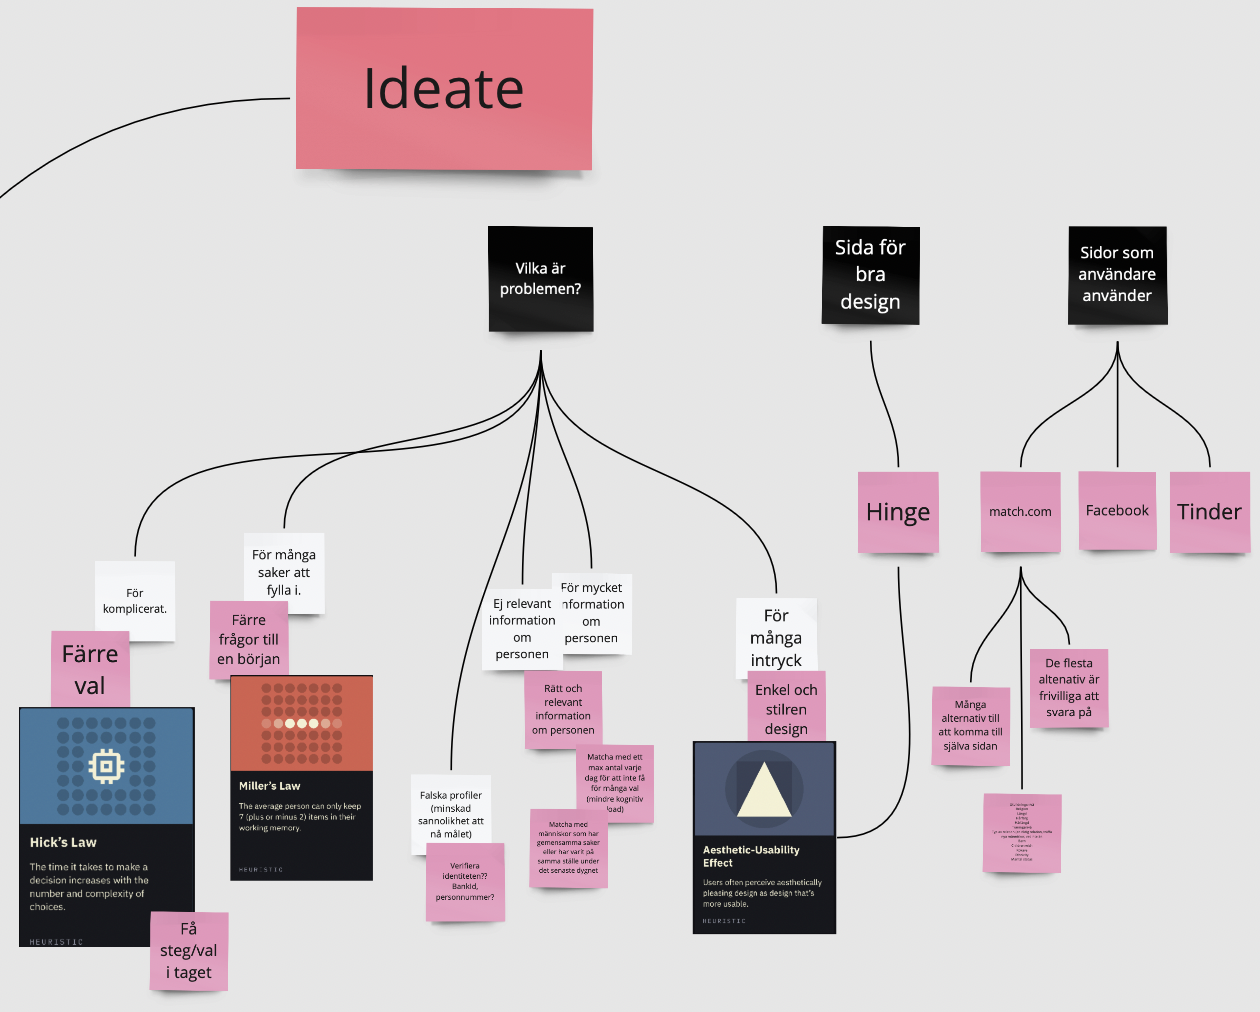 Ideate
Vilka är
problemen?
Sida för
bra
design
Sidor som
användare
använder
Hinge
match.com
Facebook
Tinder
För
komplicerat.
Färre
val
Hick's Law
The time it takes to make a
decision increases with the
number and complexity of
choices.
HEURISTIC
Få
steg/val
i taget
För många
saker att
fylla i.
Färre
frågor till
en början
Miller's Law
The average person can only keep
7 (plus or minus 2) items in their
working memory.
HEURISTIC
Falska profiler
(minskad
sannolikhet att
nå målet)
Verifiera
identiteten??
BankId,
personnummer?
Ej relevant
information
om
personen
För mycket
nformation
om
personen
Rätt och
relevant
information
om personen
Matcha med ett
max antal varje
dag för att inte få
för många val
(mindre kognitiv
load)
Matcha med
människor som har
gemensamma saker
eller har varit på
samma ställe under
det senaste dygnet
För
många
intryck
Enkel och
stilren
design
Aesthetic-Usability
Effect
Users often perceive aesthetically
pleasing design as design that's
more usable.
HEURISTIC
Många
alternativ till
att komma till
själva sidan
De flesta
altenativ är
frivilliga att
svara på